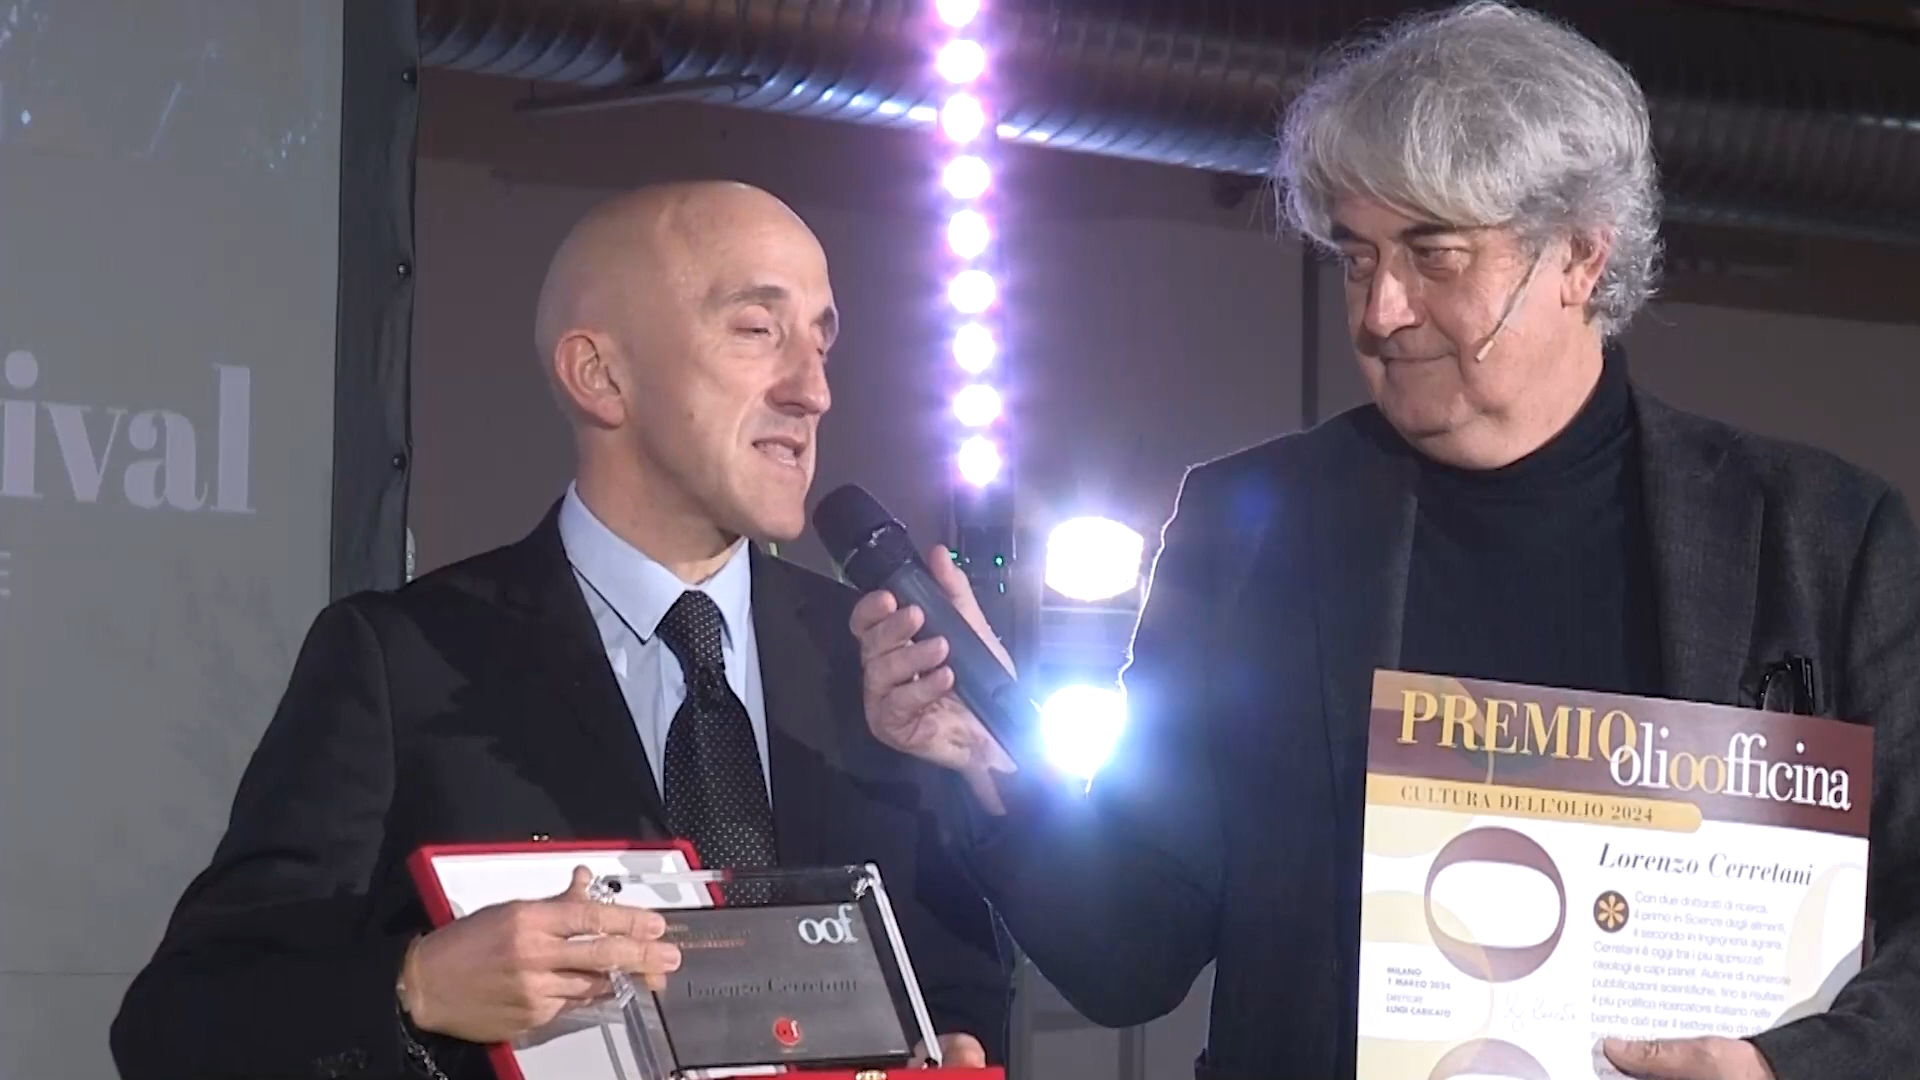 ival
PREMIO
olioofficina
CULTURA DELL'OLIO 2024
Lorenzo Cerretani
Con due dottorati di ricerca,
il primo in Scienze degli alimenti,
il secondo in Ingegneria agraria,
Cerretani è oggi tra i più apprezzati
oleologi e capi panel. Autore di numerose
pubblicazioni scientifiche, fino a risultare
il più prolifico ricercatore italiano nelle
banche dati per il settore olio da
MILANO
1 MARZO 2024
DIRETTORE
LUIGI CARICATO
oof
Lorenzo Cerretani